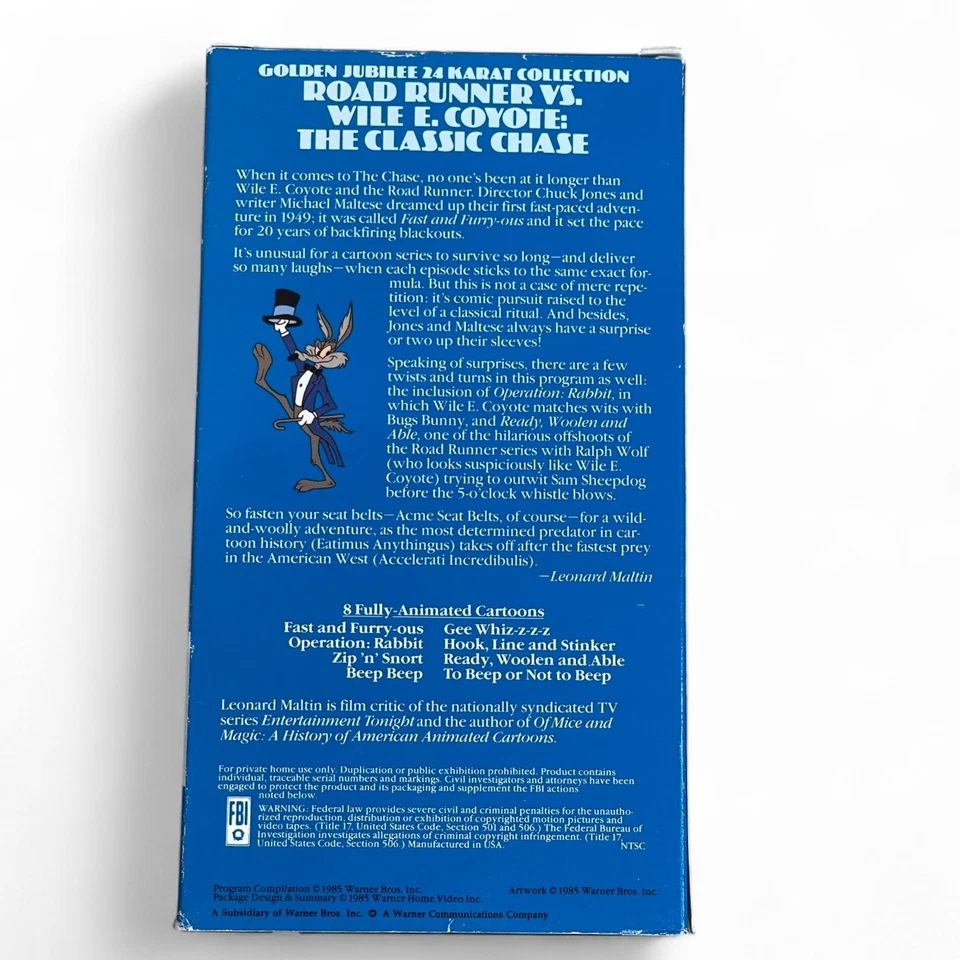 GOLDEN JUBILEE 24 KARAT COLLECTION
ROAD RUNNER VS.
WILE E. COYOTE:
THE CLASSIC CHASE
When it comes to The Chase, no one's been at it longer than
Wile E. Coyote and the Road Runner. Director Chuck Jones and
writer Michael Maltese dreamed up their first fast-paced adven-
ture in 1949; it was called Fast and Furry-ous and it set the pace
for 20 years of backfiring blackouts.
It's unusual for a cartoon series to survive so long—and deliver
so many laughs—when each episode sticks to the same exact for-
mula. But this is not a case of mere repe-
tition: it's comic pursuit raised to the
level of a classical ritual. And besides,
Jones and Maltese always have a surprise
or two up their sleeves!
Speaking of surprises, there are a few
twists and turns in this program as well:
the inclusion of Operation: Rabbit, in
which Wile E. Coyote matches wits with
Bugs Bunny, and Ready, Woolen and
Able, one of the hilarious offshoots of
the Road Runner series with Ralph Wolf
(who looks suspiciously like Wile E.
Coyote) trying to outwit Sam Sheepdog
before the 5-o'clock whistle blows.
So fasten your seat belts—Acme Seat Belts, of course—for a wild-
and-woolly adventure, as the most determined predator in car-
toon history (Eatimus Anythingus) takes off after the fastest prey
in the American West (Accelerati Incredibulis).
—Leonard Maltin
8 Fully-Animated Cartoons
Fast and Furry-ous Gee Whiz-z-z-z
Operation: Rabbit Hook, Line and Stinker
Zip 'n' Snort Ready, Woolen and Able
Beep Beep To Beep or Not to Beep
Leonard Maltin is film critic of the nationally syndicated TV
series Entertainment Tonight and the author of Of Mice and
Magic: A History of American Animated Cartoons.
For private home use only. Duplication or public exhibition prohibited. Product contains
individual, traceable serial numbers and markings. Civil investigators and attorneys have been
engaged to protect the product and its packaging and supplement the FBI actions
noted below.
FBI
WARNING: Federal law provides severe civil and criminal penalties for the unautho-
rized reproduction, distribution or exhibition of copyrighted motion pictures and
video tapes. (Title 17, United States Code, Section 501 and 506.) The Federal Bureau of
Investigation investigates allegations of criminal copyright infringement. (Title 17,
United States Code, Section 506.) Manufactured in USA. NTSC
Program Compilation © 1985 Warner Bros. Inc. Artwork © 1985 Warner Bros. Inc.
Package Design & Summary © 1985 Warner Home Video Inc.
A Subsidiary of Warner Bros. Inc. A Warner Communications Company